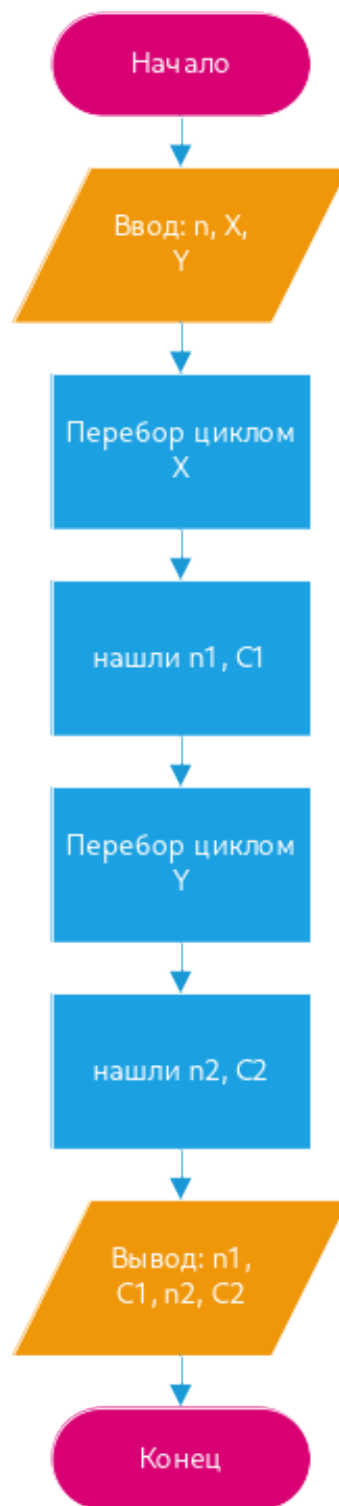 Начало
Ввод: n, X,
Y
Перебор циклом
X
нашли n1, C1
Перебор циклом
Y
нашли n2, C2
Вывод: n1,
C1, n2, C2
Конец